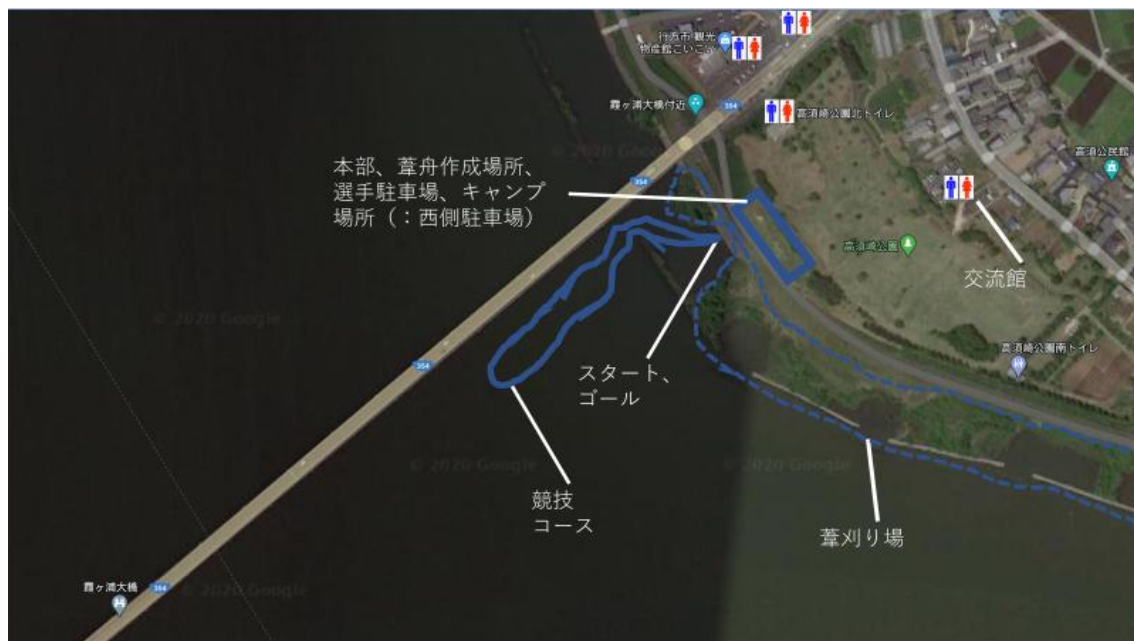 行方市 観光
物産館こいこい
霞ヶ浦大橋付近
354
高須崎公園北トイレ
© 2020 Google
高須公民館
本部、葦舟作成場所、
選手駐車場、キャンプ
場所（：西側駐車場）
354
高須崎公園
交流館
© 2020 Google
高須崎公園南トイレ
354
スタート、
ゴール
© 2020 Google
© 2020 Google
競技
コース
葦刈り場
霞ヶ浦大橋
354
© 2020 Google